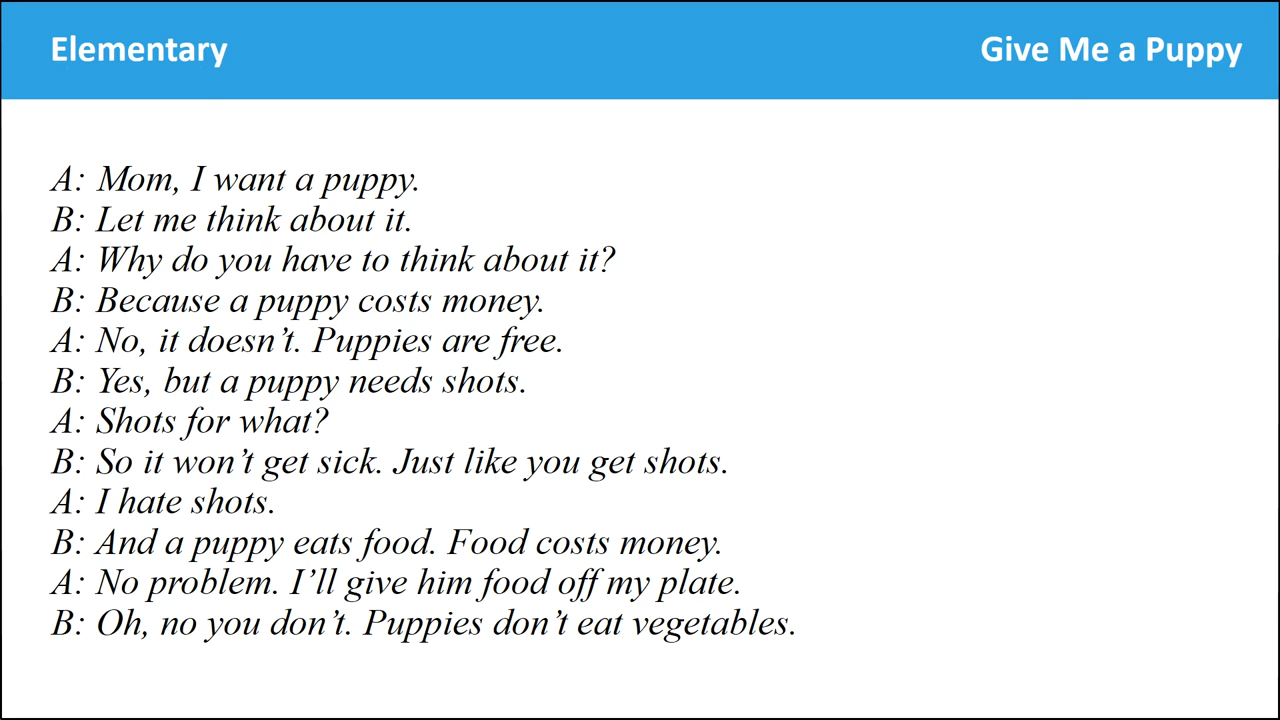 Elementary
Give Me a Puppy
A: Mom, I want a puppy.
B: Let me think about it.
A: Why do you have to think about it?
B: Because a puppy costs money.
A: No, it doesn’t. Puppies are free.
B: Yes, but a puppy needs shots.
A: Shots for what?
B: So it won’t get sick. Just like you get shots.
A: I hate shots.
B: And a puppy eats food. Food costs money.
A: No problem. I’ll give him food off my plate.
B: Oh, no you don’t. Puppies don’t eat vegetables.